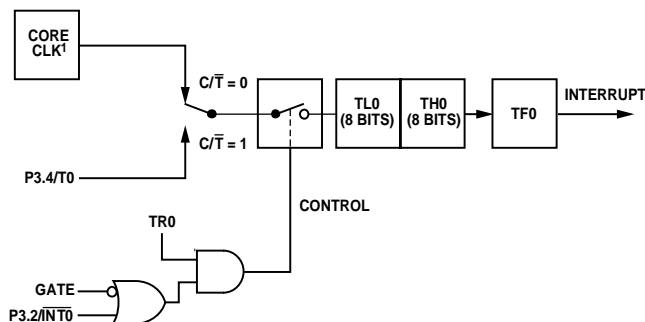 CORE
CLK¹
C/T̅ = 0
C/T̅ = 1
P3.4/T0
TL0
(8 BITS)
TH0
(8 BITS)
TF0
INTERRUPT
CONTROL
TR0
GATE
P3.2/I̅N̅T̅0̅